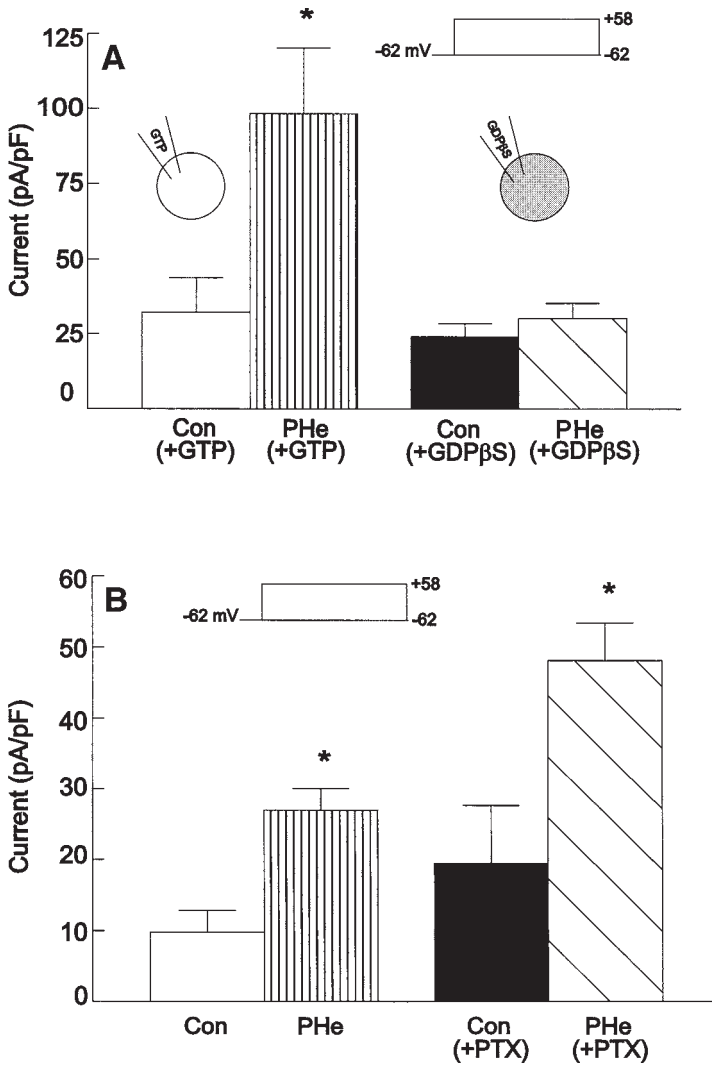 A
125
100
75
50
25
0
Current (pA/pF)
*
-62 mV
+58
-62
GTP
GDPβS
Con
(+GTP)
PHe
(+GTP)
Con
(+GDPβS)
PHe
(+GDPβS)
B
60
50
40
30
20
10
0
Current (pA/pF)
-62 mV
+58
-62
*
*
Con
PHe
Con
(+PTX)
PHe
(+PTX)